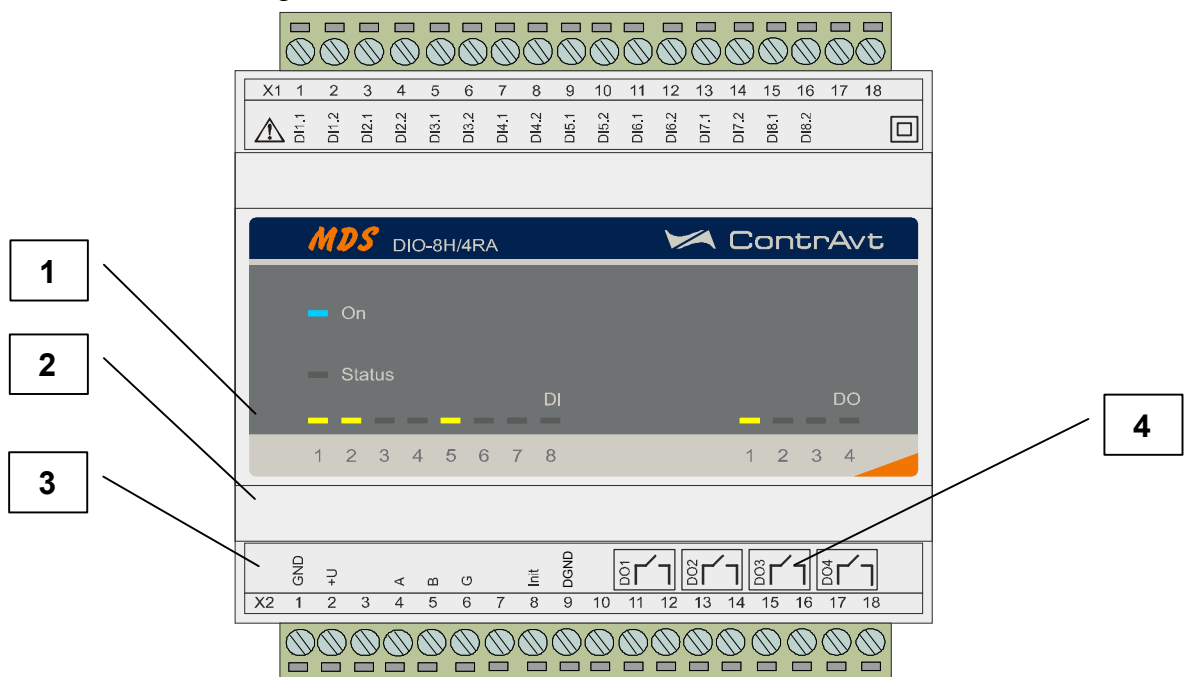 X1 1 2 3 4 5 6 7 8 9 10 11 12 13 14 15 16 17 18
DI1.1 DI1.2 DI2.1 DI2.2 DI3.1 DI3.2 DI4.1 DI4.2 DI5.1 DI5.2 DI6.1 DI6.2 DI7.1 DI7.2 DI8.1 DI8.2
MDS DIO-8H/4RA ContrAvt
1
On
2
Status
DI DO
4
1 2 3 4 5 6 7 8 1 2 3 4
3
GND +U A B G Init DGND DO1 DO2 DO3 DO4
X2 1 2 3 4 5 6 7 8 9 10 11 12 13 14 15 16 17 18